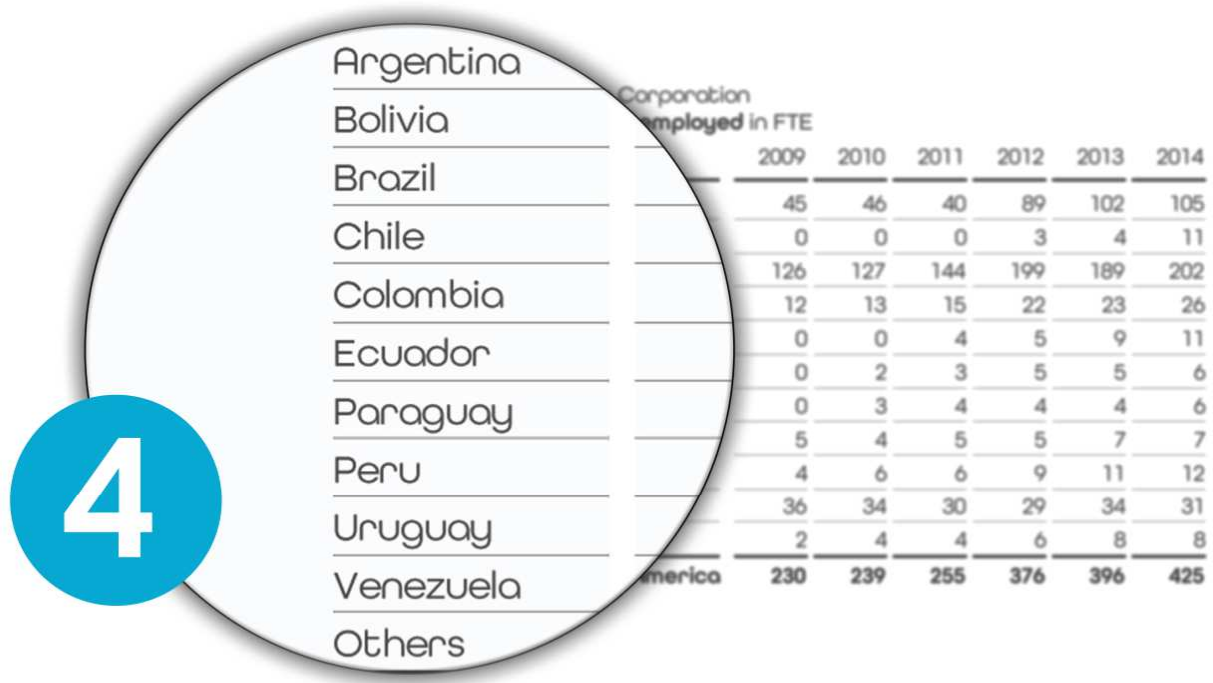 Corporation
employed in FTE
2009 2010 2011 2012 2013 2014
Argentina
Bolivia
Brazil
Chile
Colombia
Ecuador
Paraguay
Peru
Uruguay
Venezuela
Others
45 46 40 89 102 105
0 0 0 3 4 11
126 127 144 199 189 202
12 13 15 22 23 26
0 0 4 5 9 11
0 2 3 5 5 6
0 3 4 4 4 6
5 4 5 5 7 7
4 6 6 9 11 12
36 34 30 29 34 31
2 4 4 6 8 8
merica 230 239 255 376 396 425
4